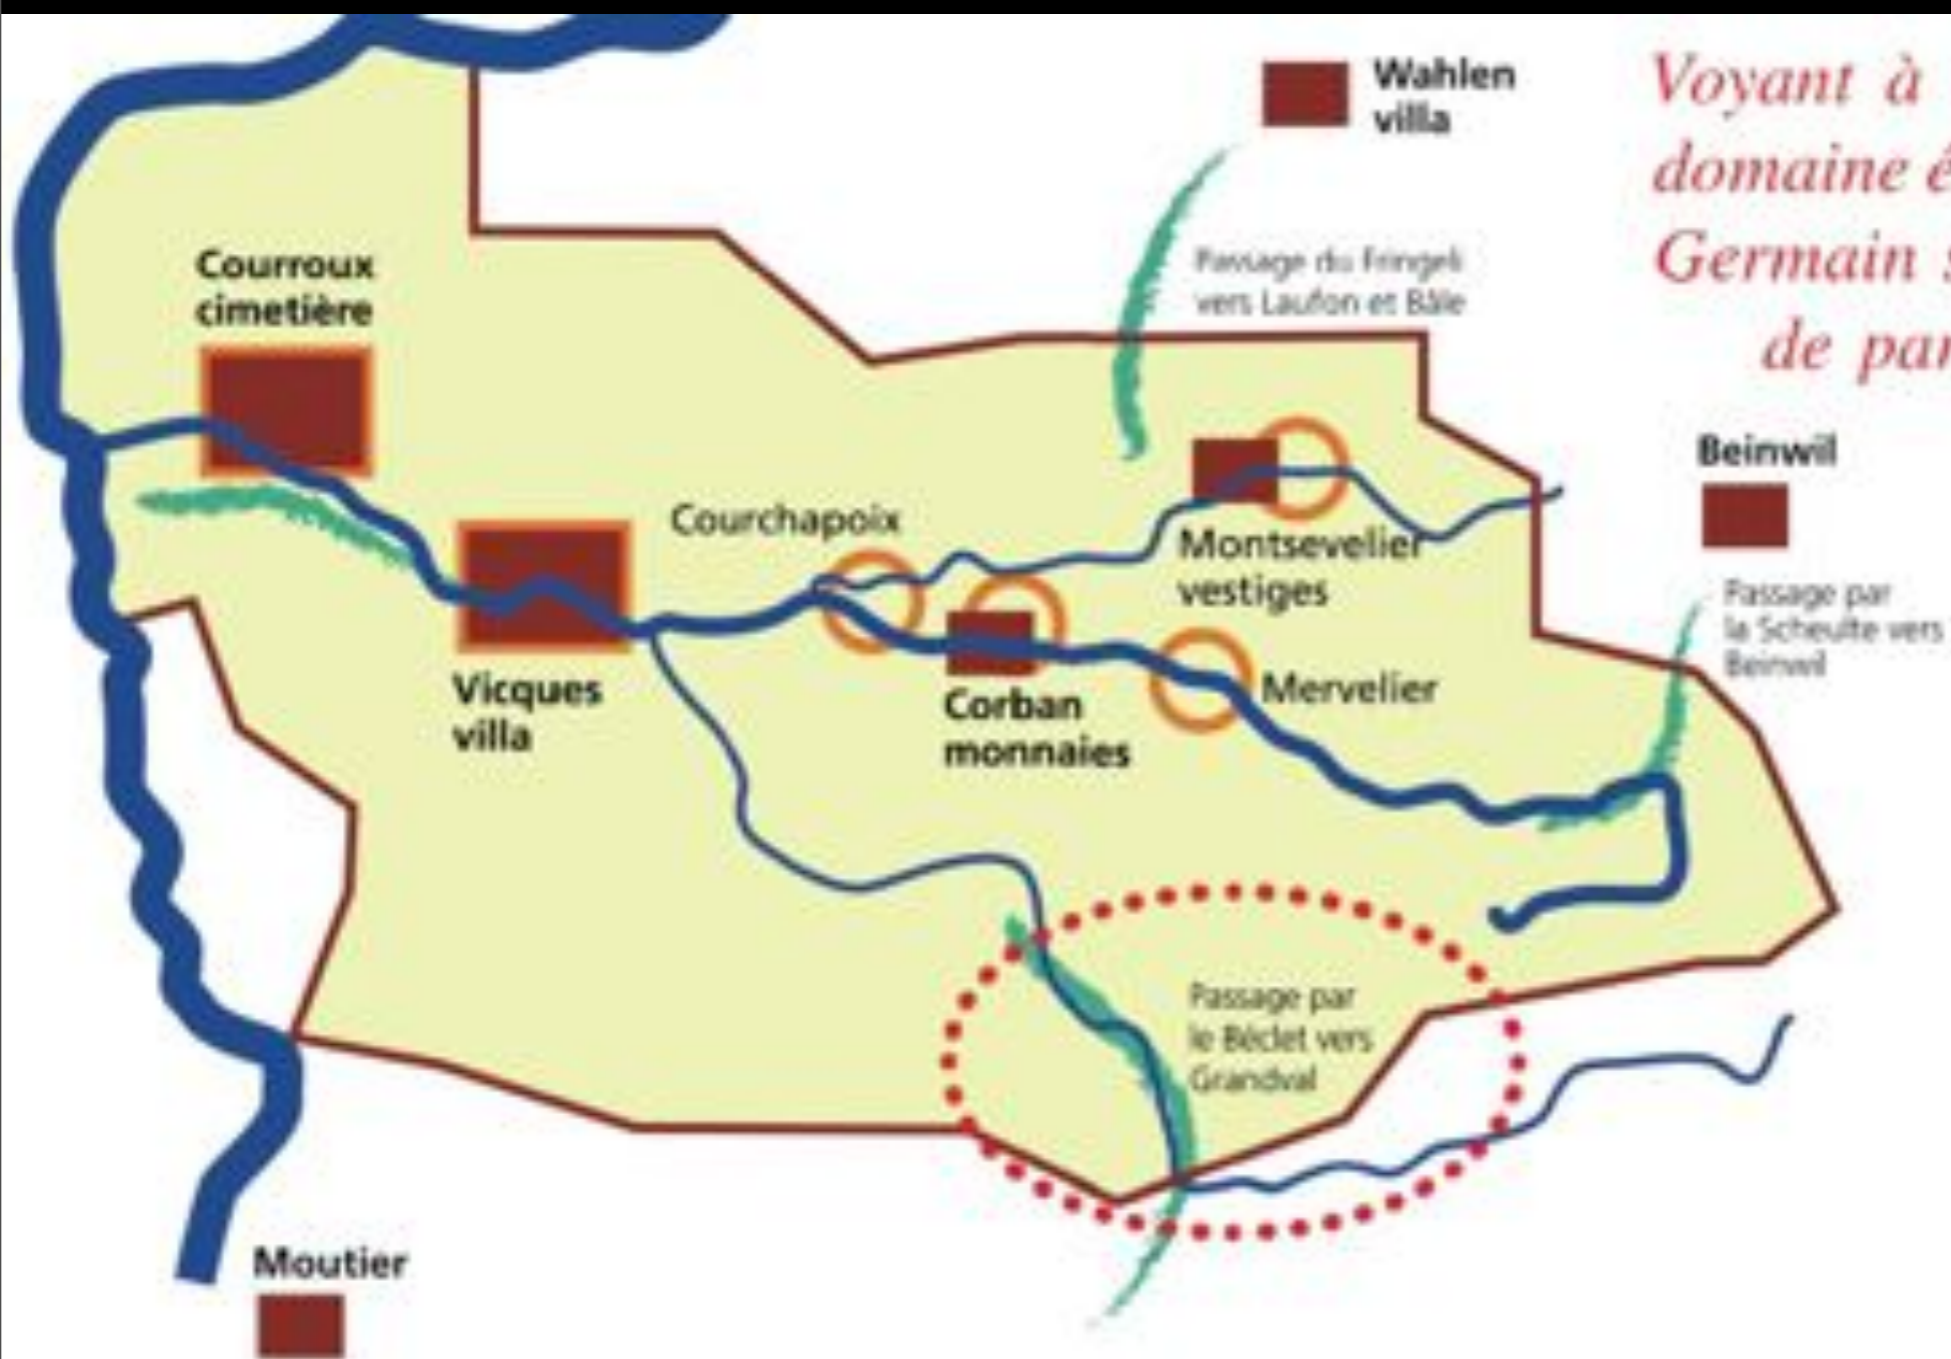 Wahlen
villa
Voyant à
domaine é
Germain s
de par
Courroux
cimetière
Passage du Fringeli
vers Laufon et Bâle
Beinwil
Courchapoix
Montsevelier
vestiges
Passage par
la Scheulte vers
Beinwil
Vicques
villa
Corban
monnaies
Mervelier
Passage par
le Béclet vers
Grandval
Moutier